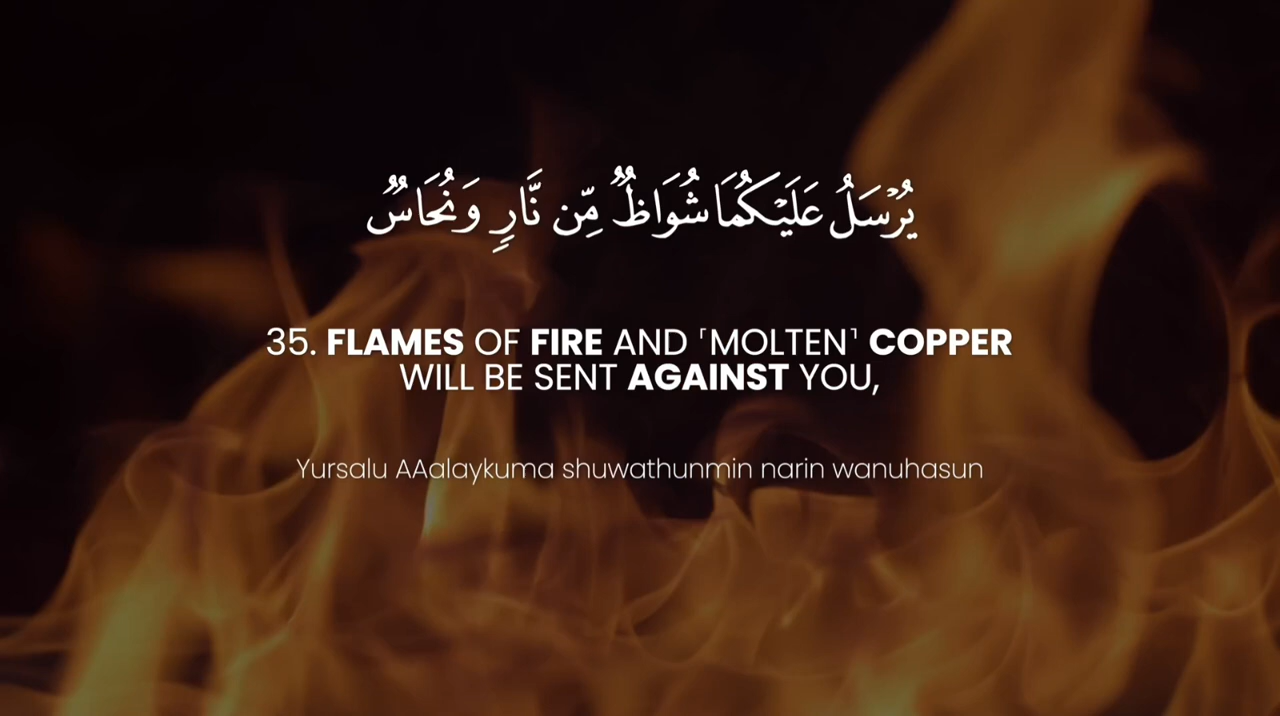 يُرْسَلُ عَلَيْكُمَا شُوَاظٌ مِّن نَّارٍ وَنُحَاسٌ
35. FLAMES OF FIRE AND ⸢MOLTEN⸣ COPPER
WILL BE SENT AGAINST YOU,
Yursalu AAalaykuma shuwathunmin narin wanuhasun